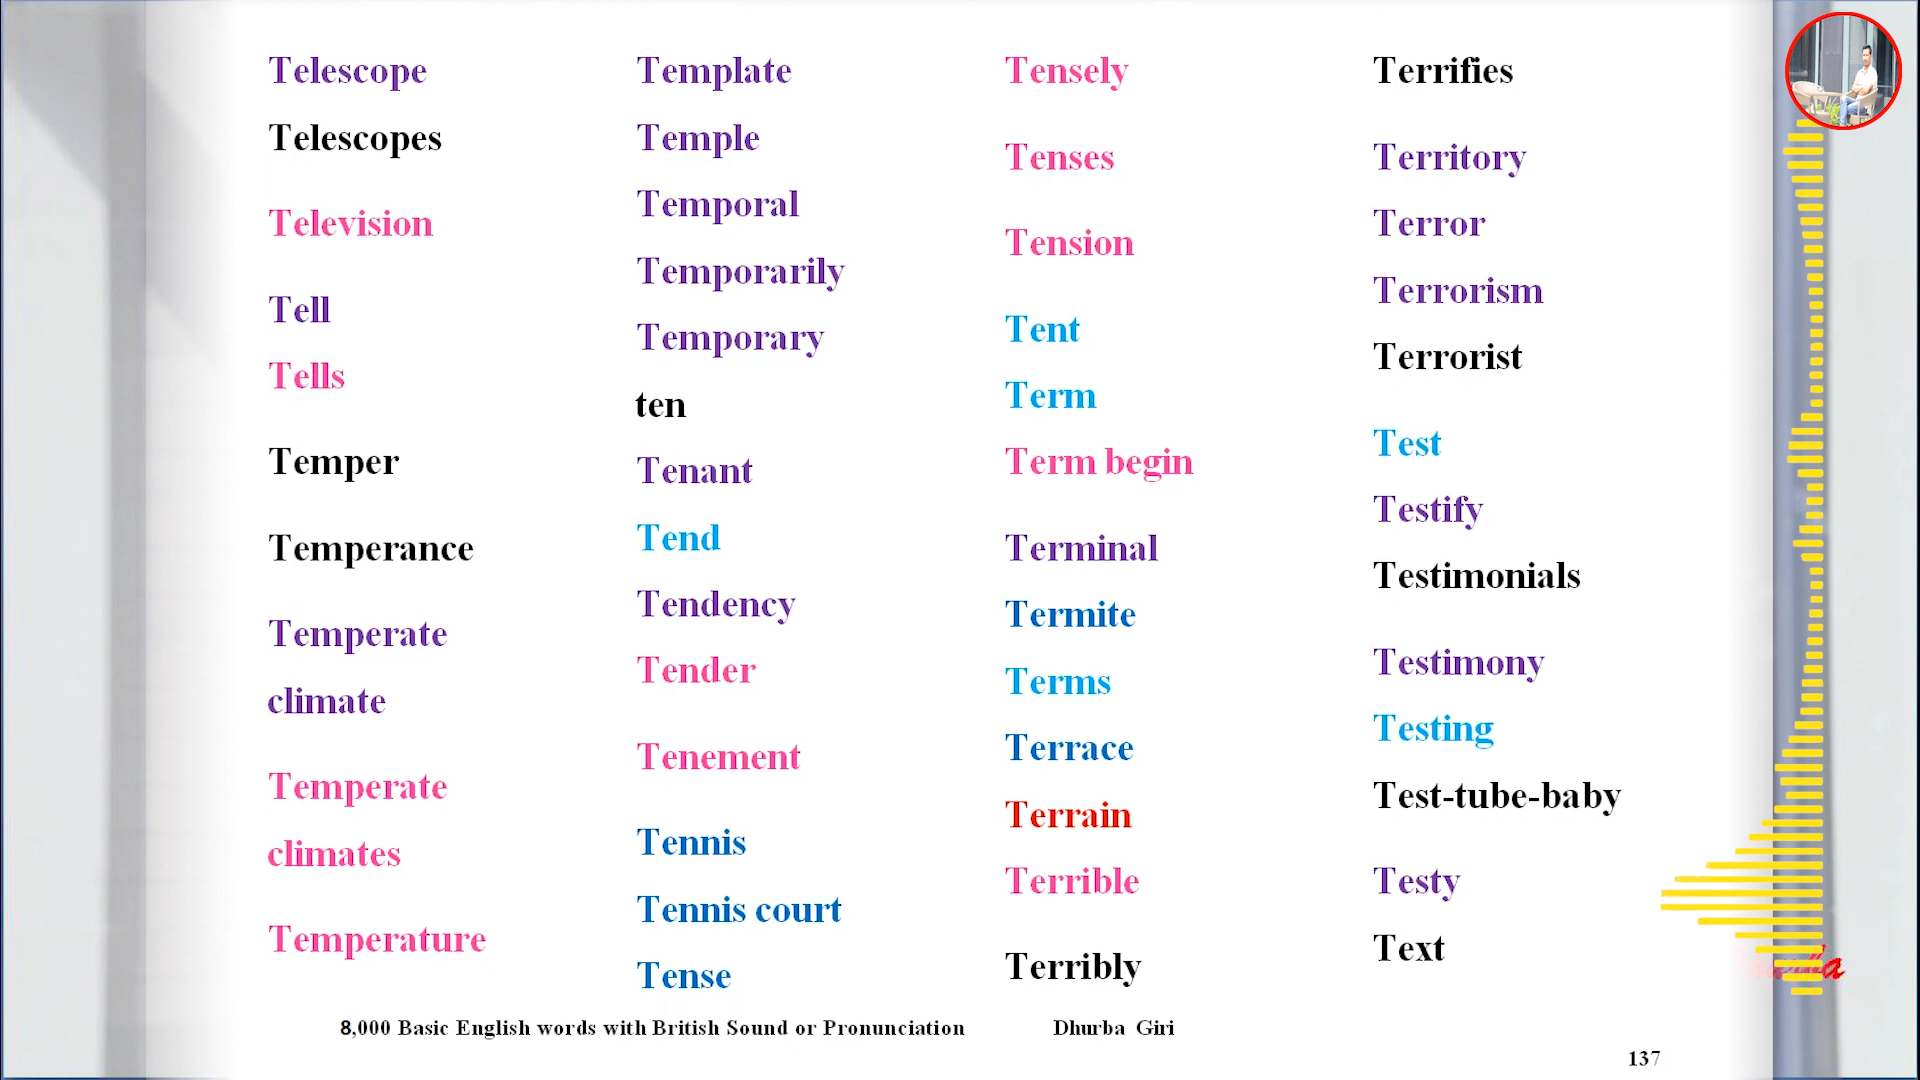 Telescope
Telescopes
Television
Tell
Tells
Temper
Temperance
Temperate
climate
Temperate
climates
Temperature
Template
Temple
Temporal
Temporarily
Temporary
ten
Tenant
Tend
Tendency
Tender
Tenement
Tennis
Tennis court
Tense
Tensely
Tenses
Tension
Tent
Term
Term begin
Terminal
Termite
Terms
Terrace
Terrain
Terrible
Terribly
Terrifies
Territory
Terror
Terrorism
Terrorist
Test
Testify
Testimonials
Testimony
Testing
Test-tube-baby
Testy
Text
8,000 Basic English words with British Sound or Pronunciation Dhurba Giri
137